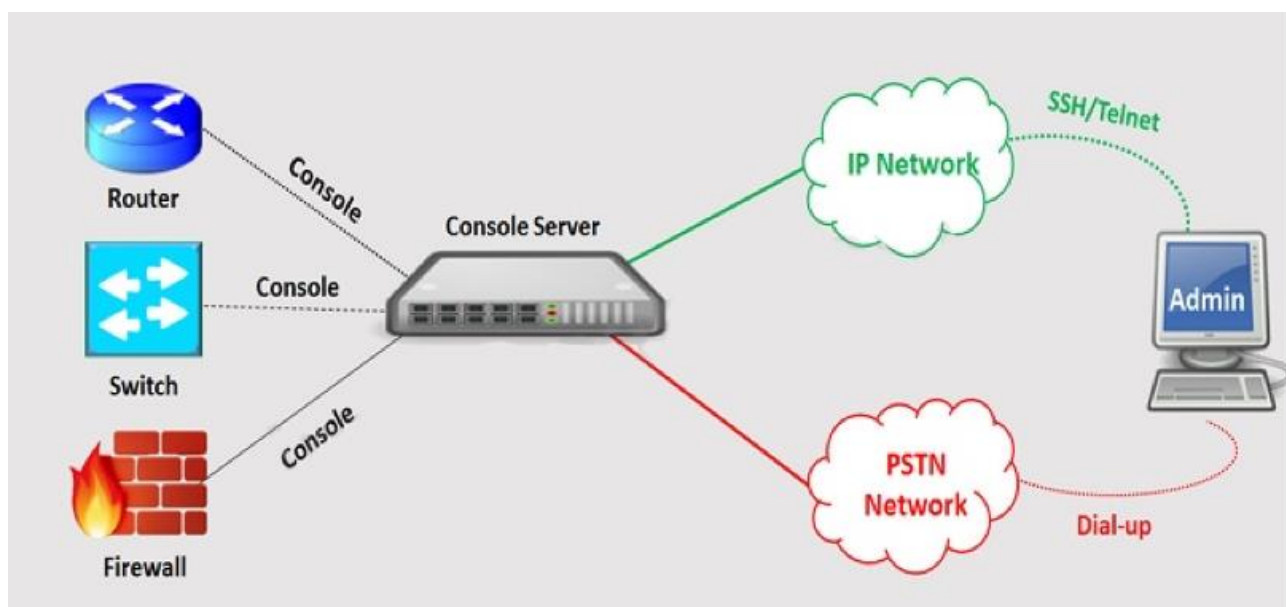 Router
Console
Console Server
Switch
Console
Firewall
Console
IP Network
SSH/Telnet
Admin
PSTN
Network
Dial-up